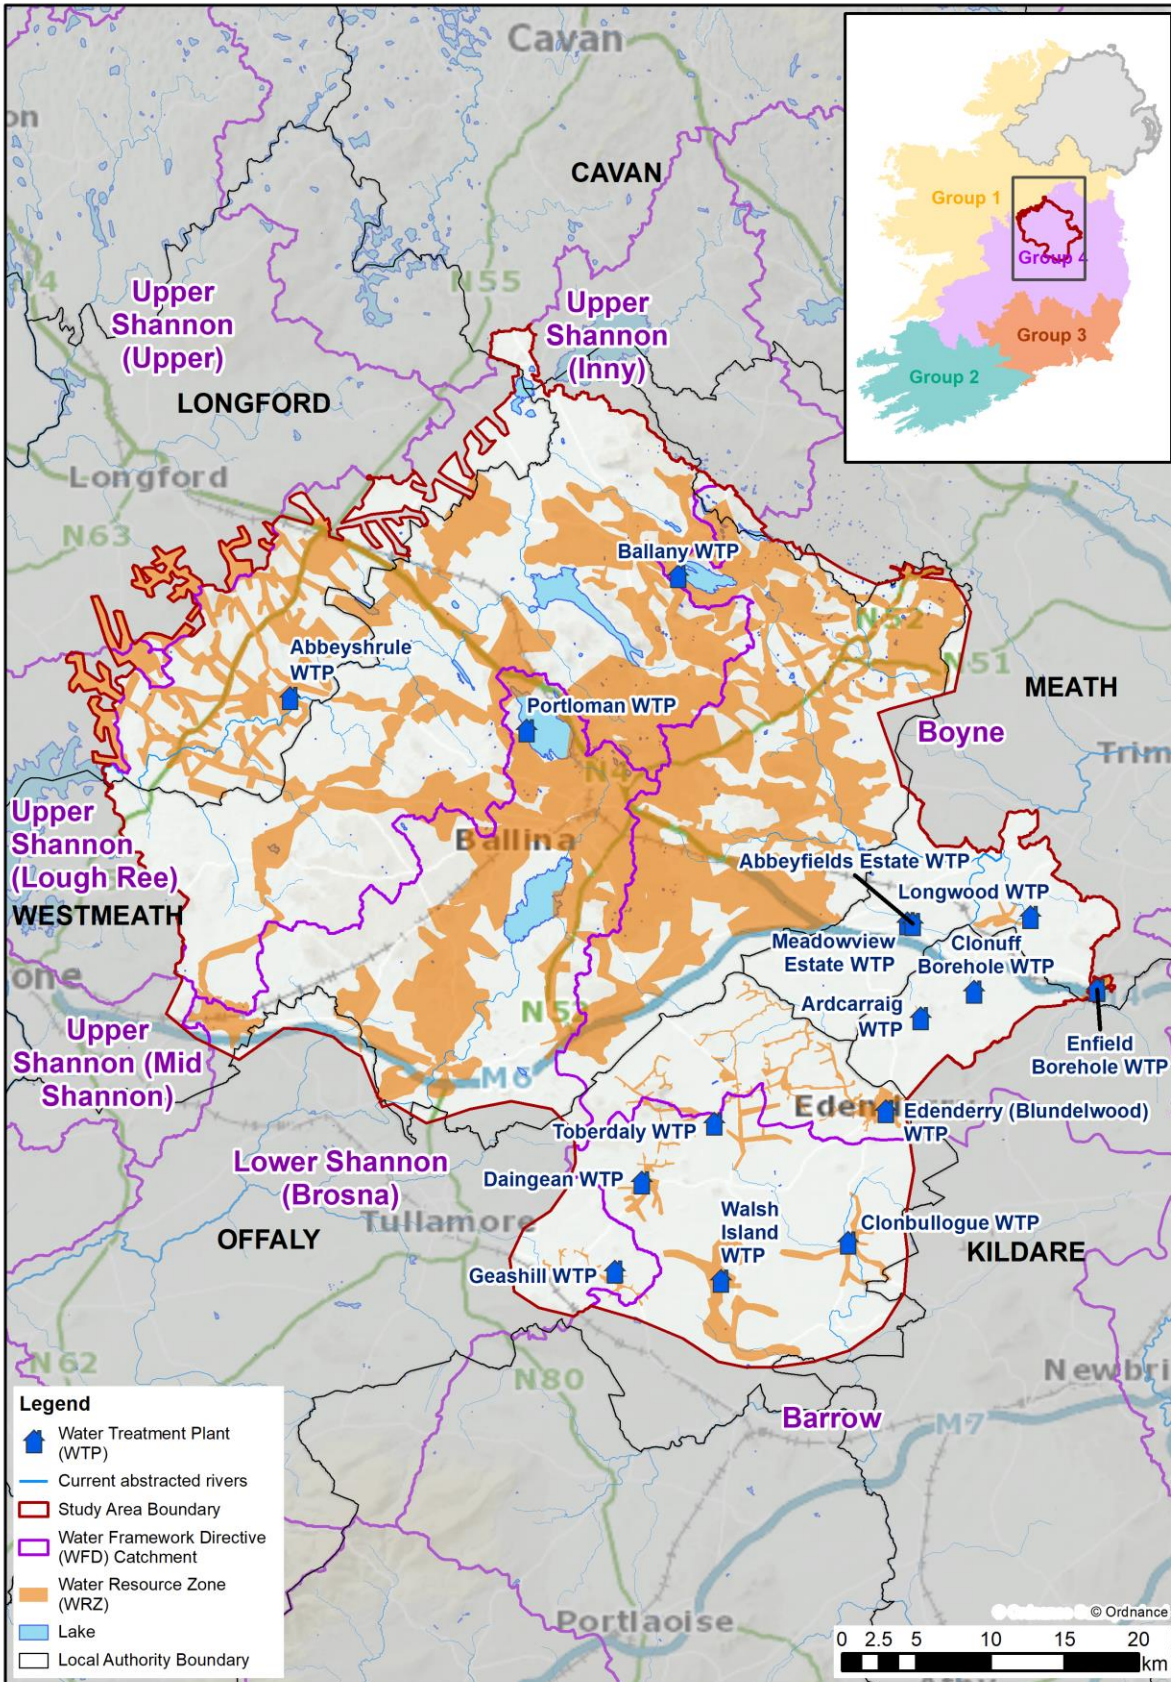 Cavan
CAVAN
on
N4
N55
Upper
Shannon
(Upper)
Upper
Shannon
(Inny)
LONGFORD
Longford
N63
Group 1
Group 4
Group 3
Group 2
Ballany WTP
N52
N51
Abbeyshrule
WTP
Portloman WTP
MEATH
Boyne
Trim
N4
Ballina
Upper
Shannon
(Lough Ree)
WESTMEATH
one
Abbeyfields Estate WTP
Longwood WTP
Meadowview
Estate WTP
Clonuff
Borehole WTP
Ardcarraig
WTP
Enfield
Borehole WTP
N52
M6
Upper
Shannon (Mid
Shannon)
Edenderry
Edenderry (Blundelwood)
WTP
Toberdaly WTP
Lower Shannon
(Brosna)
Daingean WTP
Tullamore
OFFALY
Walsh
Island
WTP
Clonbullogue WTP
KILDARE
Geashill WTP
N62
N80
Newbri
Barrow
M7
Portlaoise
Legend
Water Treatment Plant
(WTP)
Current abstracted rivers
Study Area Boundary
Water Framework Directive
(WFD) Catchment
Water Resource Zone
(WRZ)
Lake
Local Authority Boundary
© Ordnance
0 2.5 5 10 15 20
km